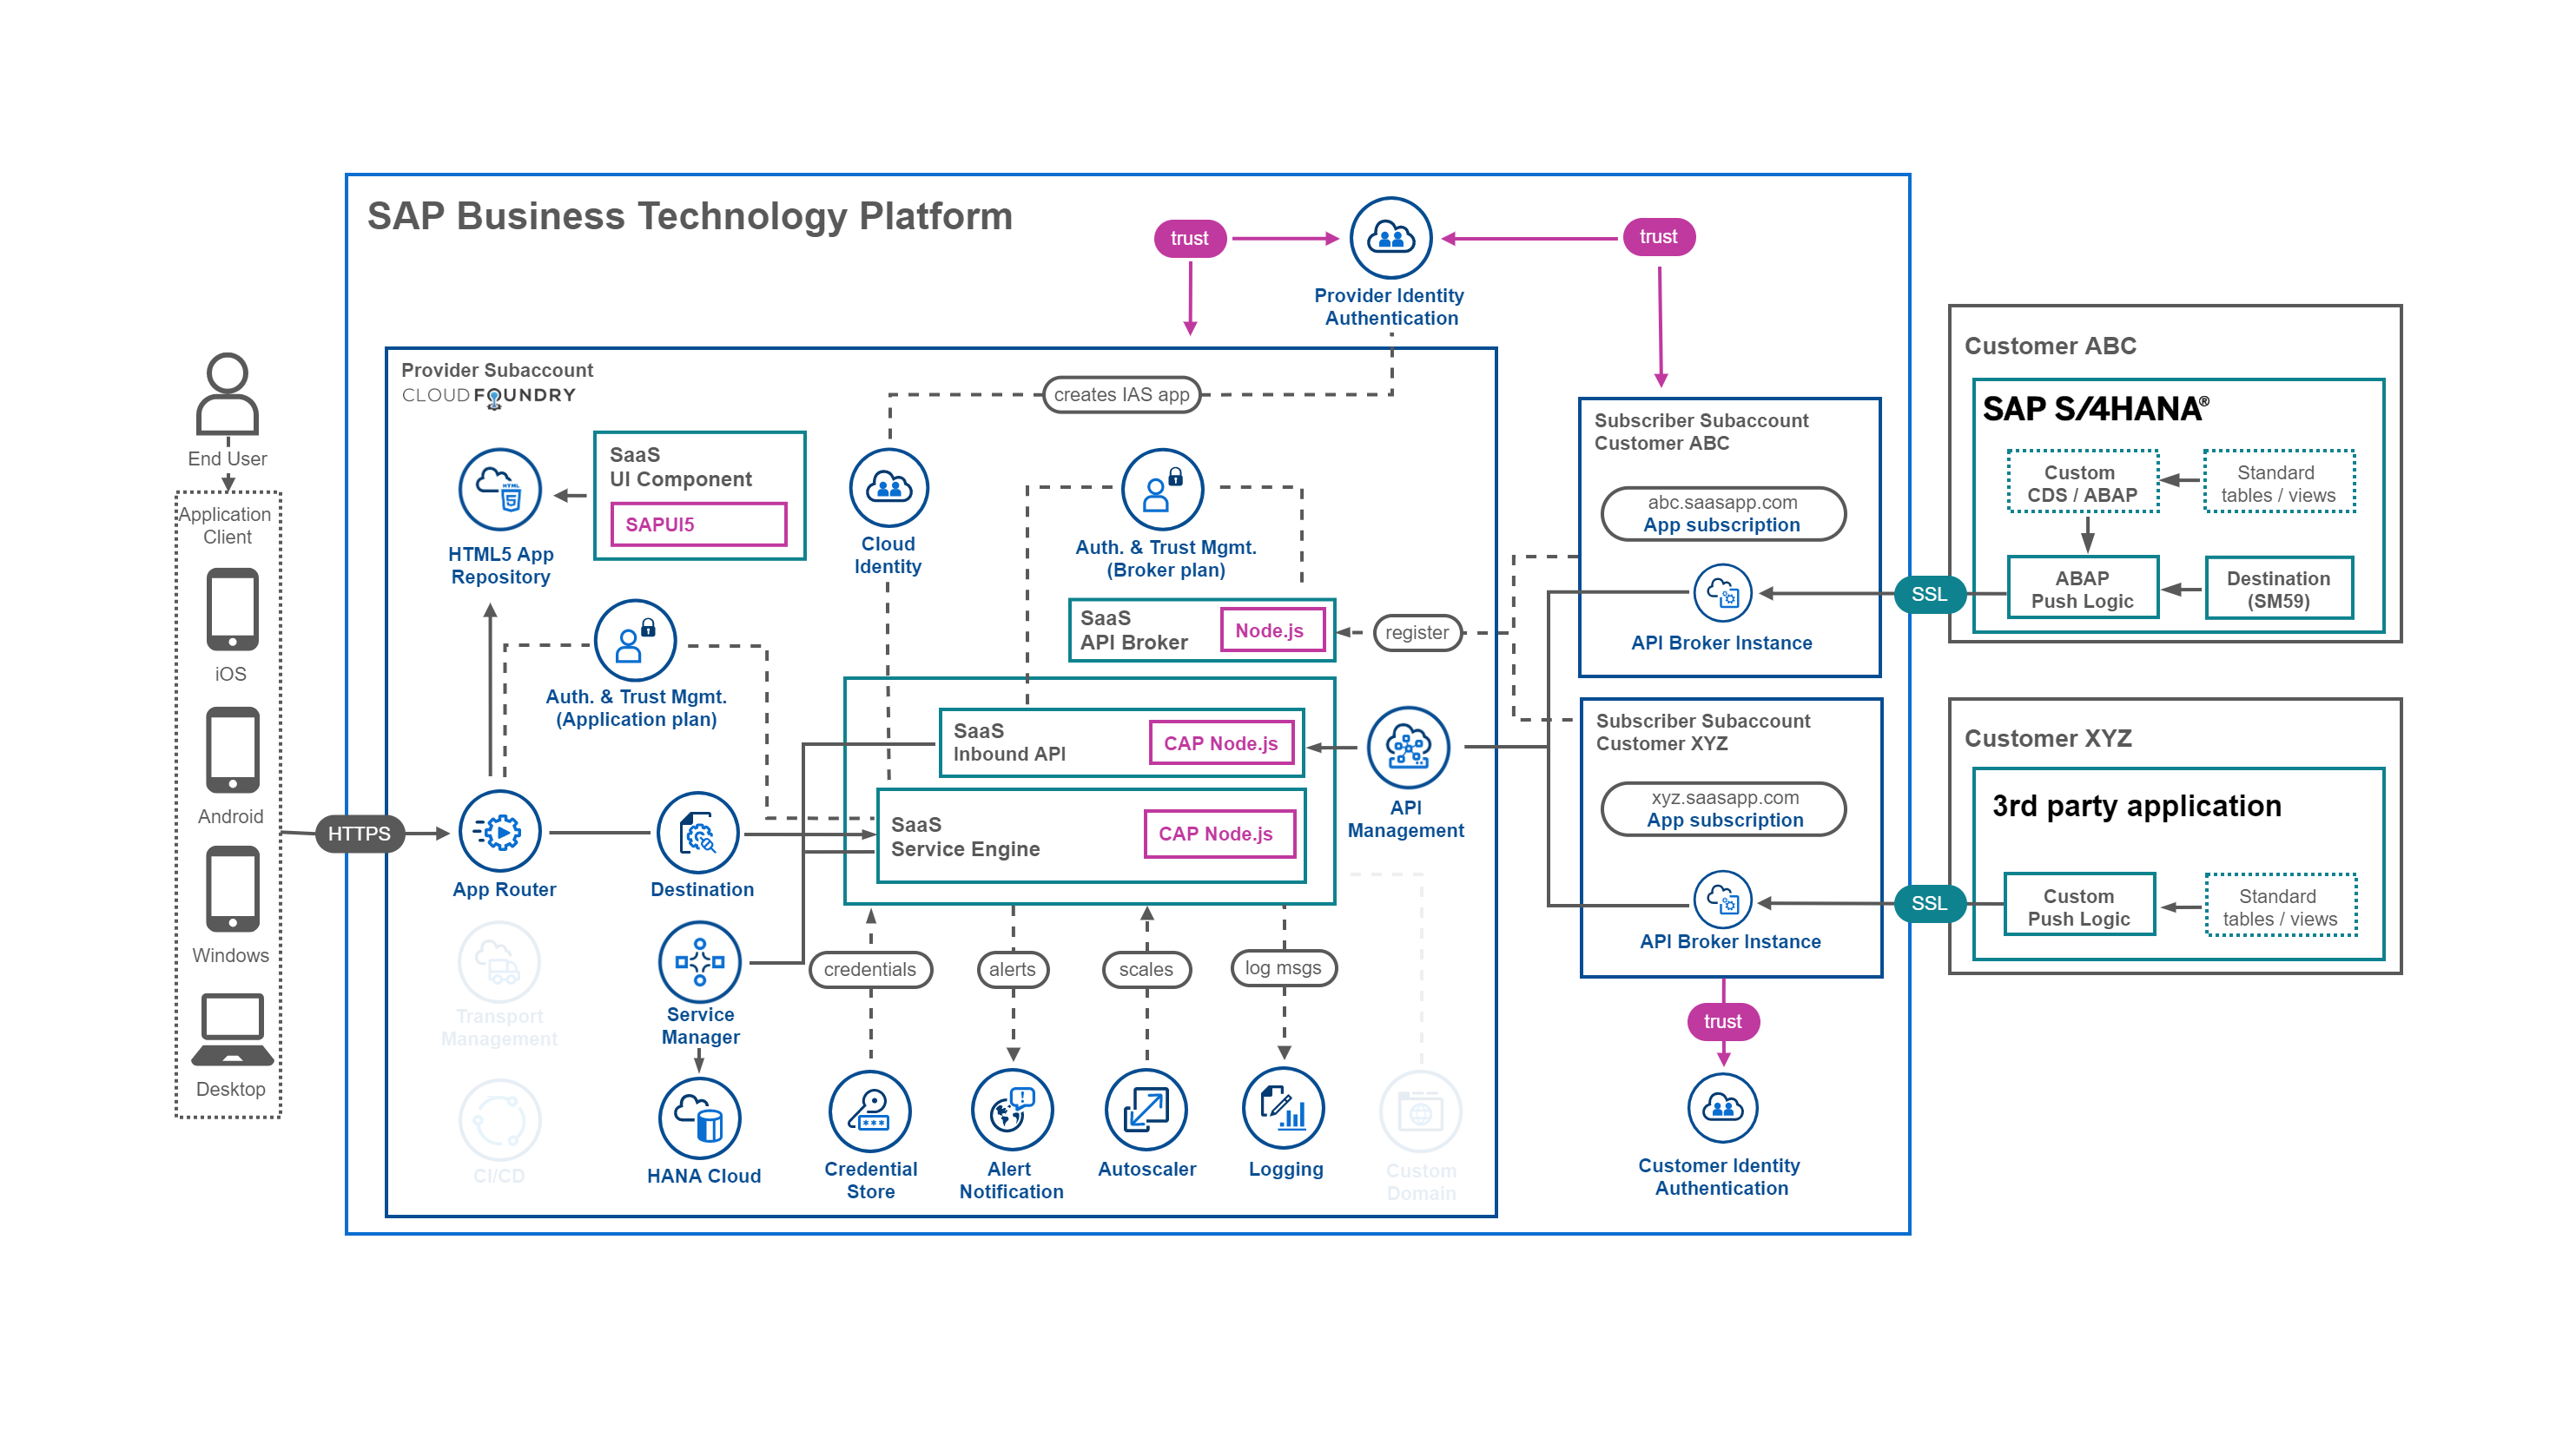 SAP Business Technology Platform
trust
trust
Provider Identity
Authentication
Provider Subaccount
CLOUD FOUNDRY
creates IAS app
End User
Application
Client
iOS
Android
Windows
Desktop
HTTPS
HTML
5
HTML5 App
Repository
SaaS
UI Component
SAPUI5
Cloud
Identity
Auth. & Trust Mgmt.
(Broker plan)
Auth. & Trust Mgmt.
(Application plan)
SaaS
API Broker
Node.js
register
SaaS
Inbound API
CAP Node.js
SaaS
Service Engine
CAP Node.js
API
Management
App Router
Destination
Transport
Management
CI/CD
Service
Manager
HANA Cloud
credentials
alerts
scales
log msgs
Credential
Store
Alert
Notification
Autoscaler
Logging
Custom
Domain
Subscriber Subaccount
Customer ABC
abc.saasapp.com
App subscription
API Broker Instance
Subscriber Subaccount
Customer XYZ
xyz.saasapp.com
App subscription
API Broker Instance
trust
Customer Identity
Authentication
SSL
SSL
Customer ABC
SAP S/4HANA®
Custom
CDS / ABAP
Standard
tables / views
ABAP
Push Logic
Destination
(SM59)
Customer XYZ
3rd party application
Custom
Push Logic
Standard
tables / views